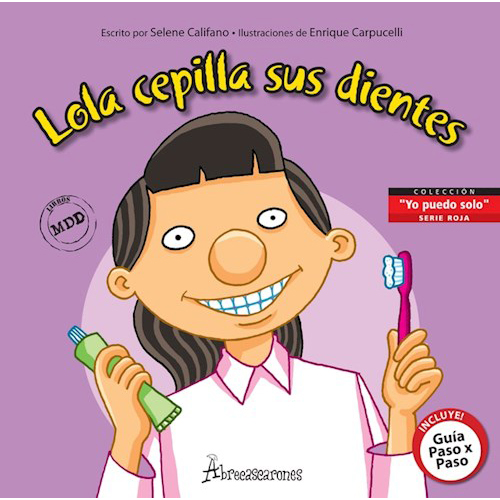 Escrito por Selene Califano • Ilustraciones de Enrique Carpucelli
Lola cepilla sus dientes
LIBROS
MDD
COLECCIÓN
"Yo puedo solo"
SERIE ROJA
INCLUYE!
Guía
Paso x
Paso
Abrecascarones